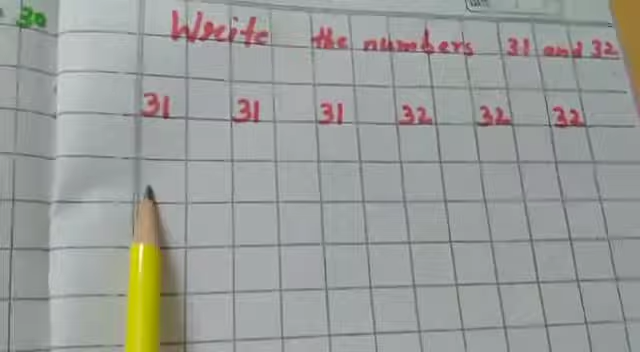 30
Write the numbers 31 and 32
31 31 31 32 32 32